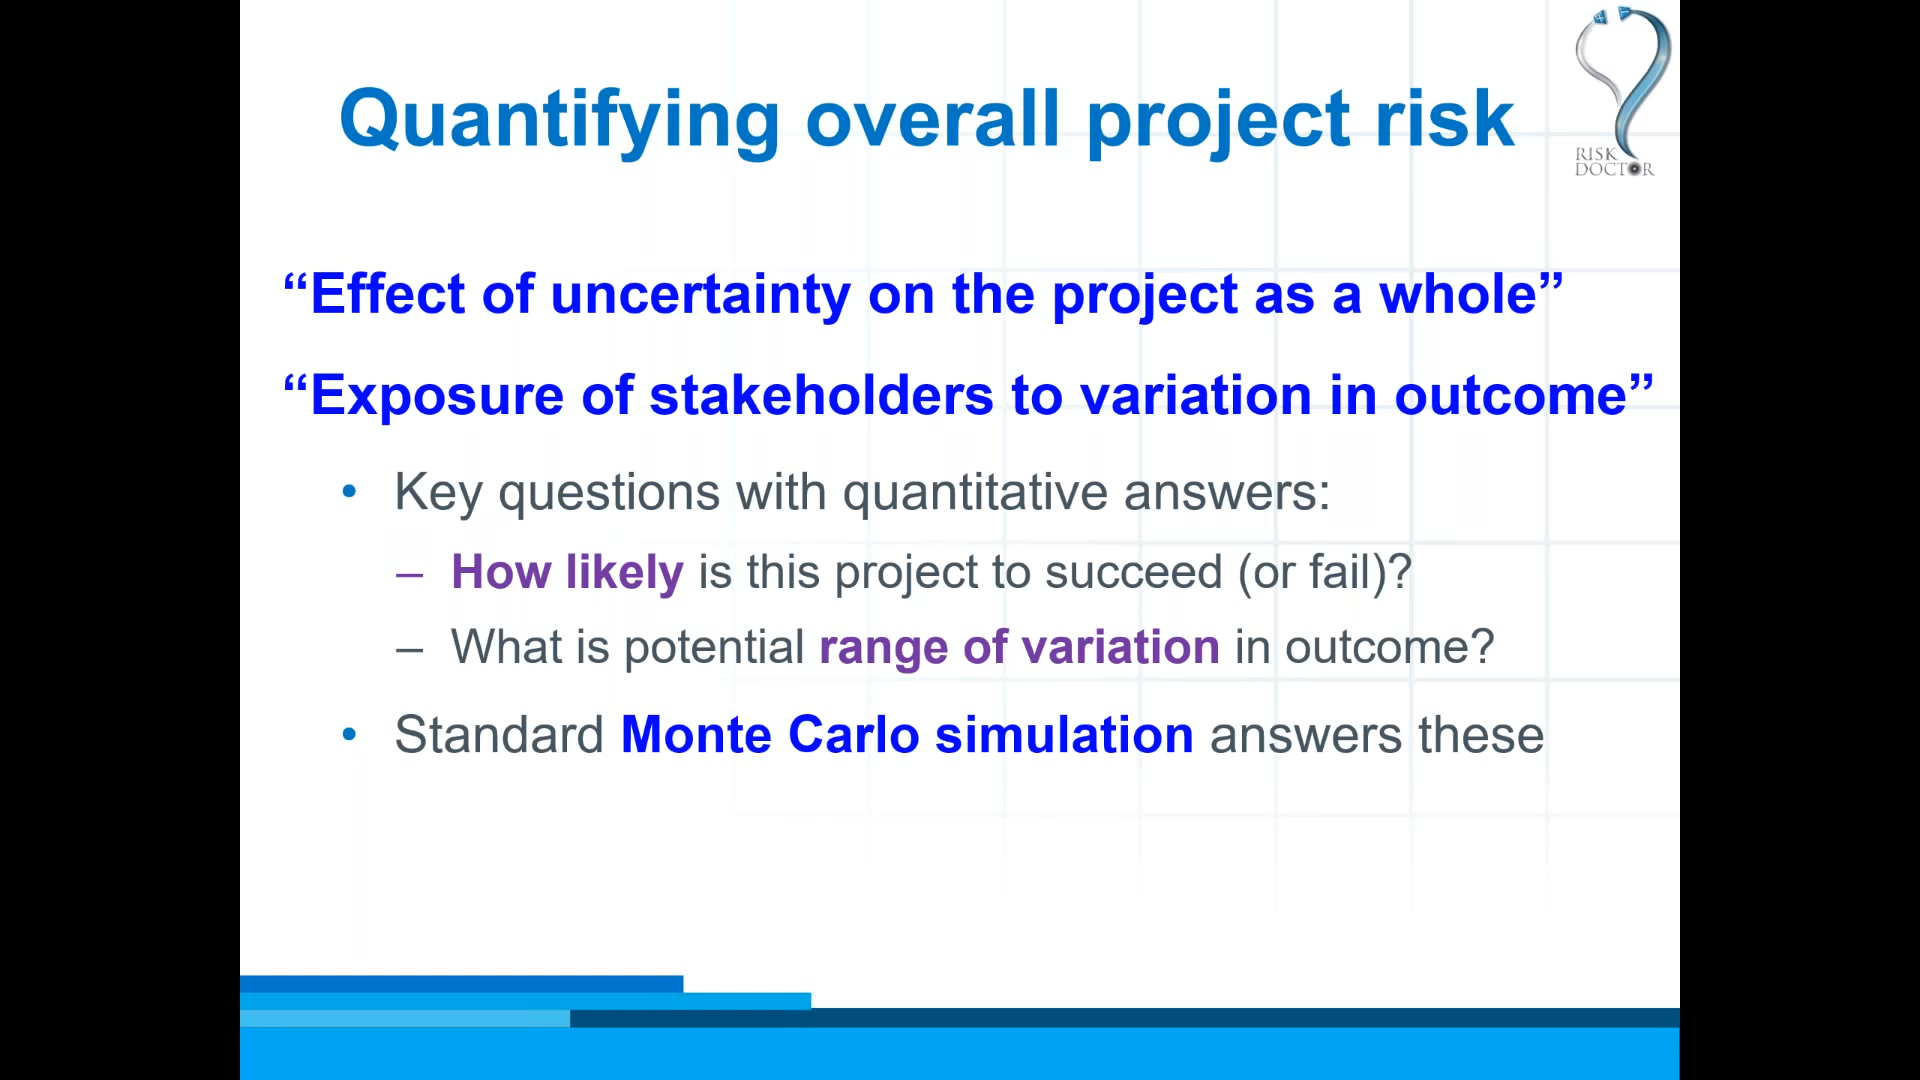 Quantifying overall project risk
RISK
DOCTOR
“Effect of uncertainty on the project as a whole”
“Exposure of stakeholders to variation in outcome”
• Key questions with quantitative answers:
– How likely is this project to succeed (or fail)?
– What is potential range of variation in outcome?
• Standard Monte Carlo simulation answers these